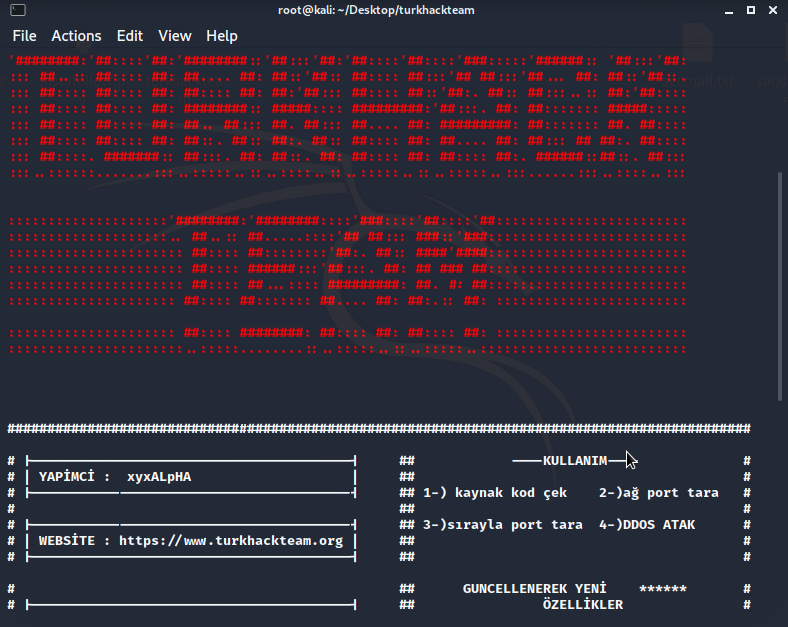 root@kali: ~/Desktop/turkhackteam
File Actions Edit View Help
TURKHACK
TEAM
KULLANIM
YAPİMCİ : xyxALpHA
1-) kaynak kod çek 2-)ağ port tara
3-)sırayla port tara 4-)DDOS ATAK
WEBSİTE : https://www.turkhackteam.org
GUNCELLENEREK YENİ ******
ÖZELLİKLER